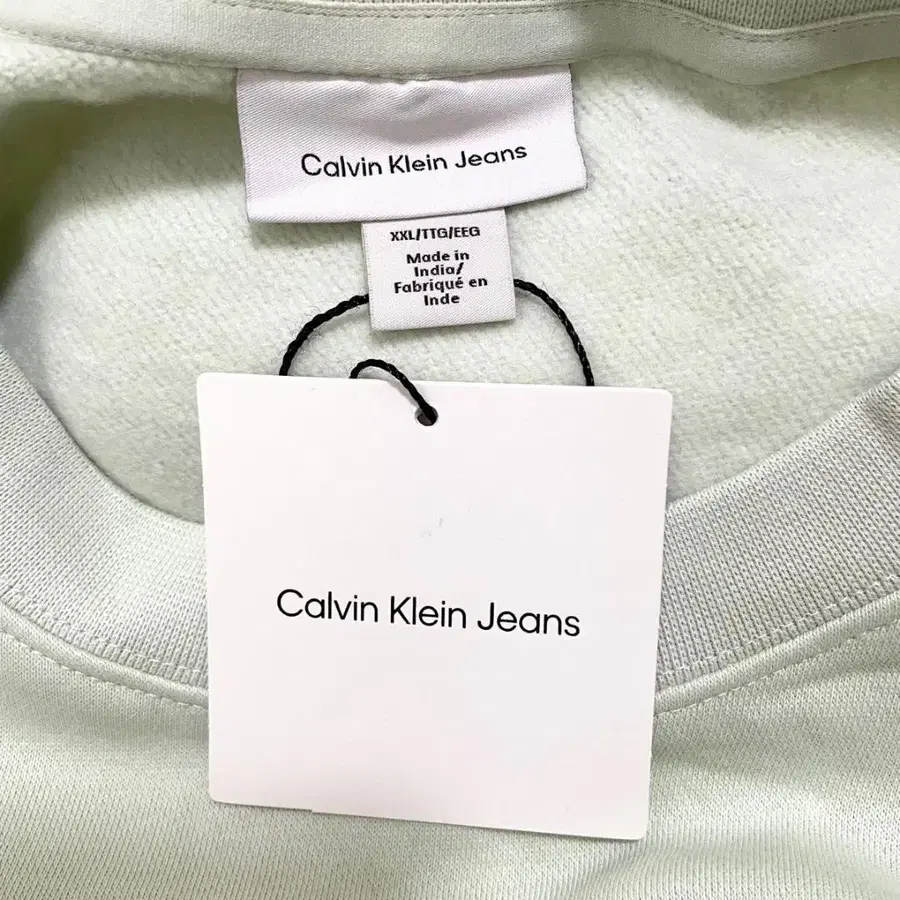 Calvin Klein Jeans
XXL/TTG/EEG
Made in
India/
Fabriqué en
Inde
Calvin Klein Jeans